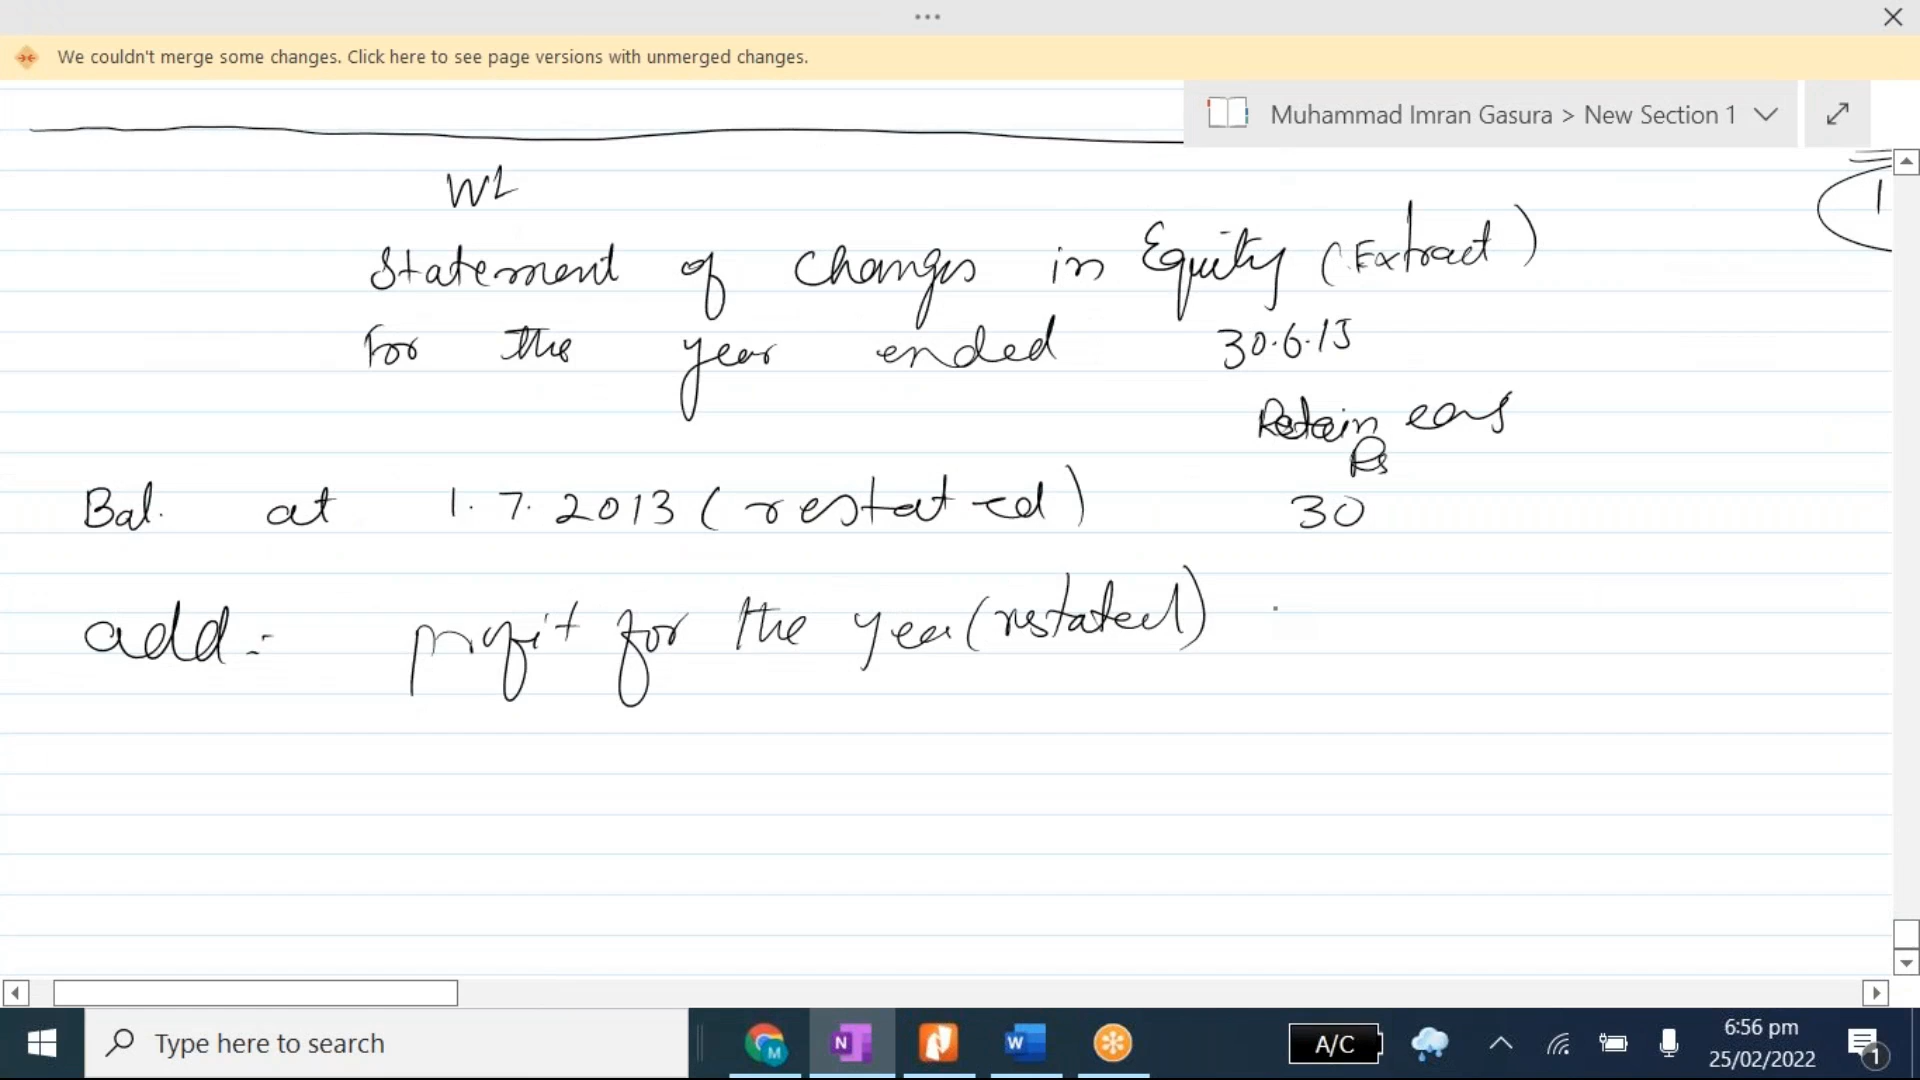 We couldn't merge some changes. Click here to see page versions with unmerged changes.
Muhammad Imran Gasura > New Section 1
Statement of Changes in Equity (Extract)
For the year ended 30.6.15
Retain
Rs
Bal. at 1.7.2013 (restated) 30
add:- profit for the year (restated)
Type here to search
A/C
6:56 pm
25/02/2022
1